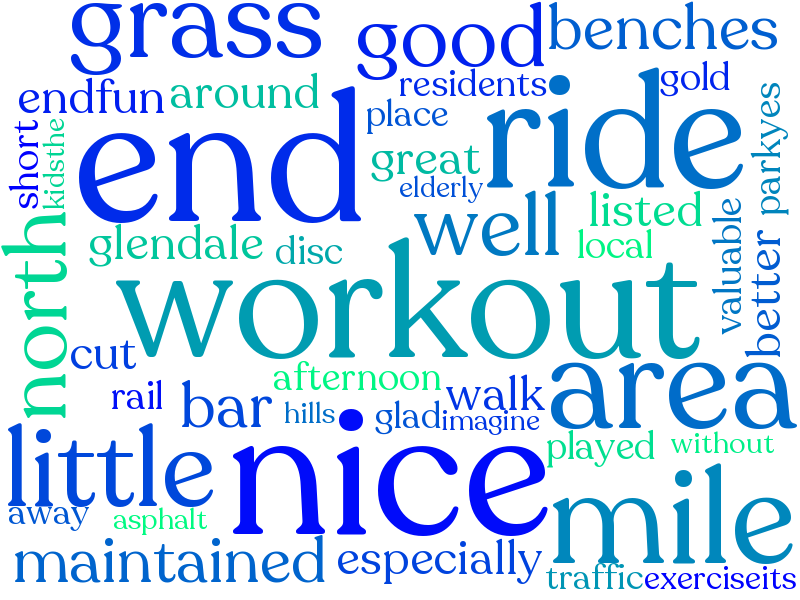 grass
good
benches
endfun
around
residents
gold
end
place
ride
short
kidsthe
great
elderly
parkyes
north
glendale
disc
well
listed
local
valuable
better
workout
cut
rail
afternoon
bar
hills
glad
walk
imagine
area
little
nice
played
without
away
asphalt
mile
maintained
especially
traffic
exerciseits